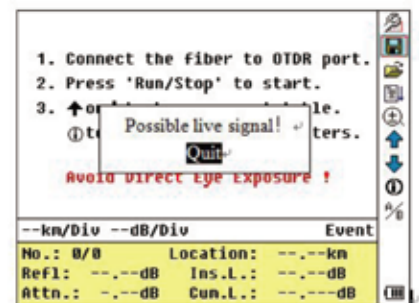 1. Connect the fiber to OTDR port.
2. Press 'Run/Stop' to start.
3. ↑or
Possible live signal! ↵
Quit↵
ters.
Avoid Direct Eye Exposure !
--km/Div --dB/Div Event
No.: 0/0 Location: --.--km
Refl: --.--dB Ins.L.: --.--dB
Attn.: -.--dB Cum.L.: --.--dB
A/B